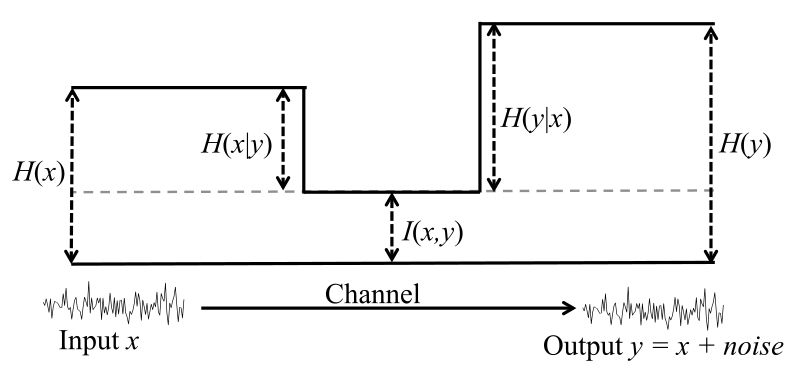 H(x)
H(x|y)
I(x,y)
H(y|x)
H(y)
Channel
Input x
Output y = x + noise